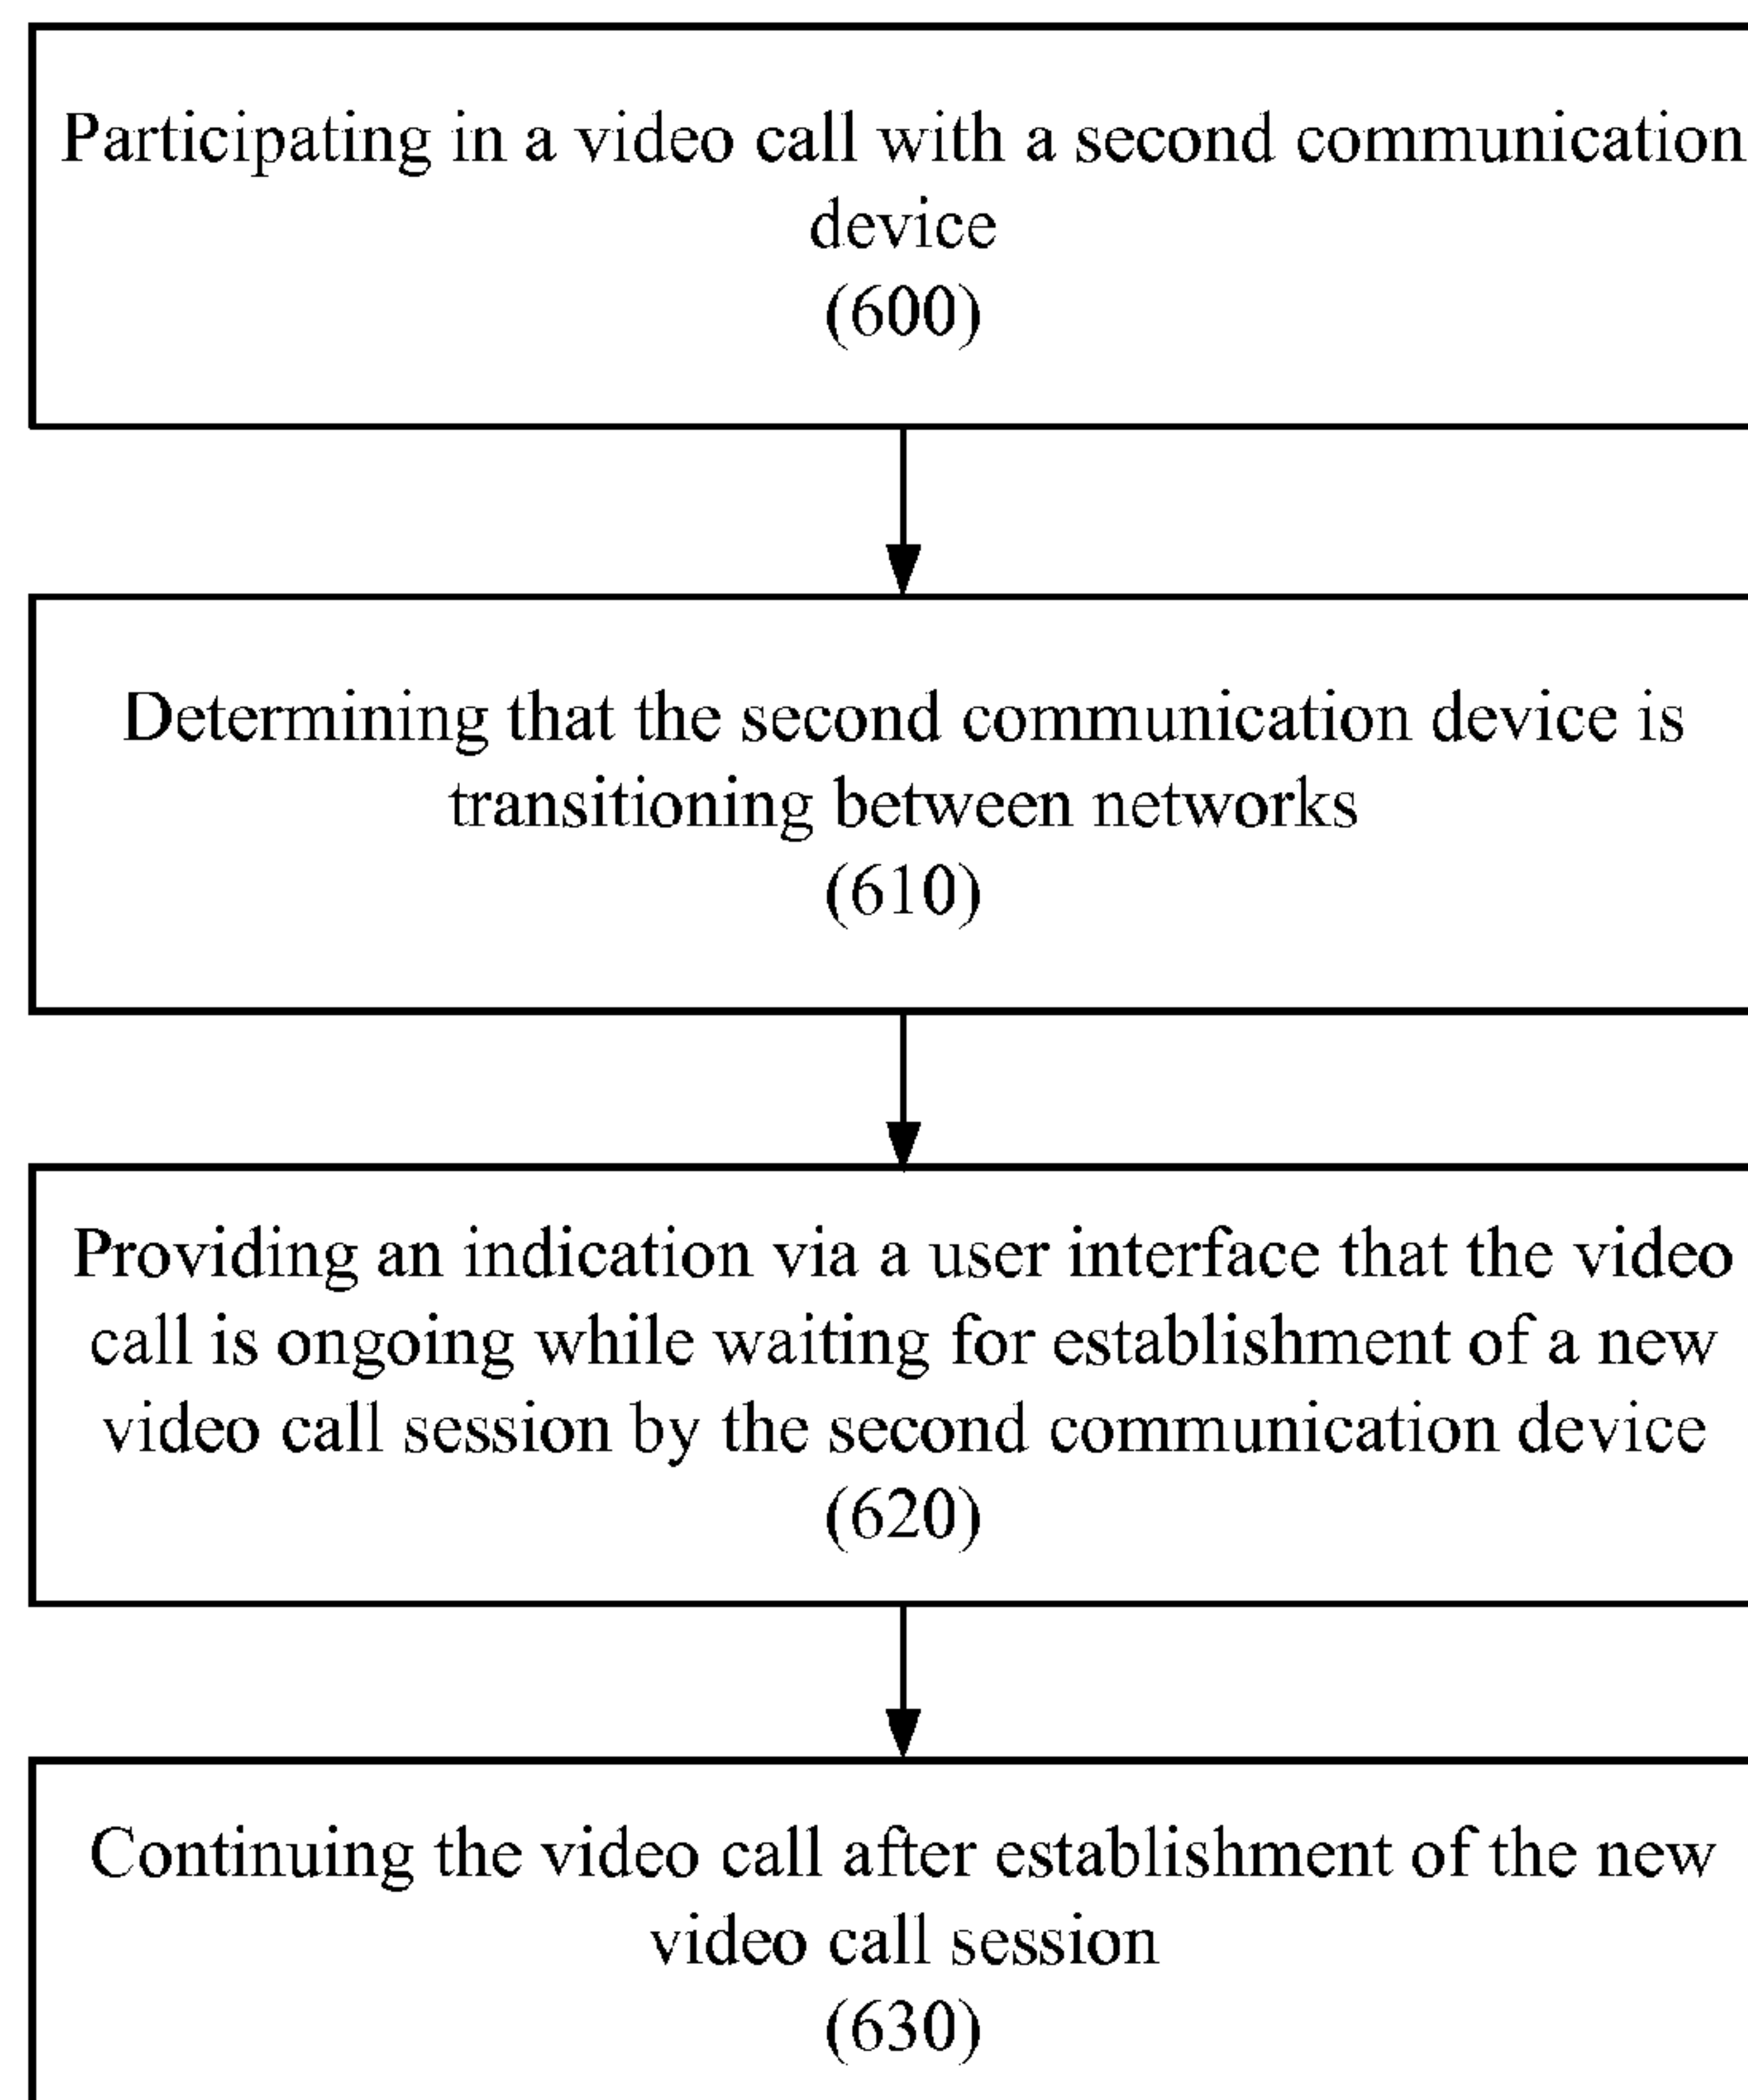 Participating in a video call with a second communication
device
(600)
Determining that the second communication device is
transitioning between networks
(610)
Providing an indication via a user interface that the video
call is ongoing while waiting for establishment of a new
video call session by the second communication device
(620)
Continuing the video call after establishment of the new
video call session
(630)